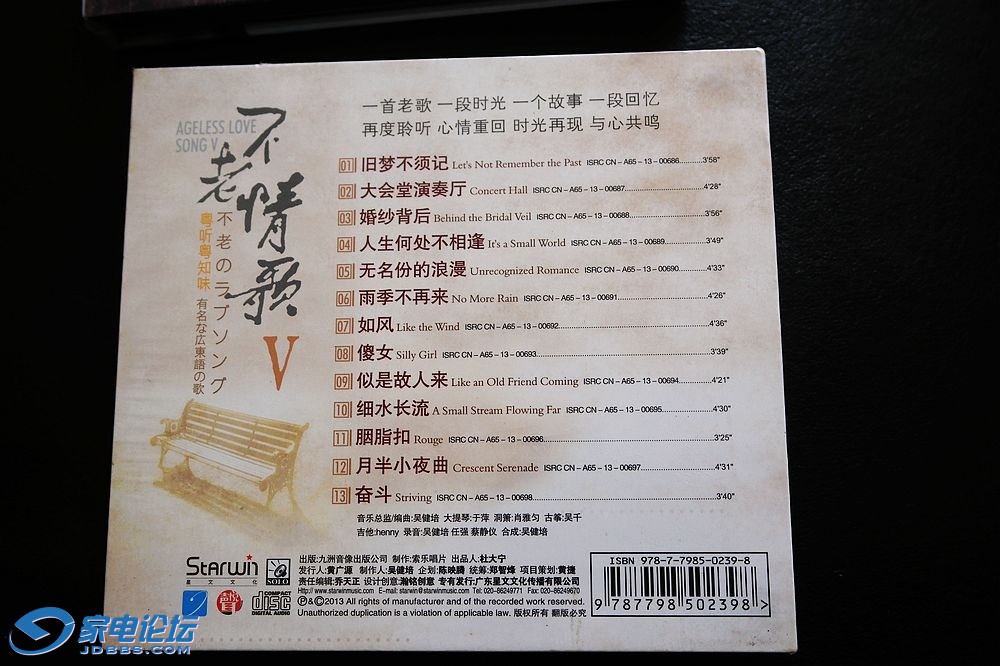 AGELESS LOVE
SONG V
不老情歌
V
不老のラブソング
粤听粤知味
有名な広東語の歌
一首老歌 一段时光 一个故事 一段回忆
再度聆听 心情重回 时光再现 与心共鸣
01 旧梦不须记 Let's Not Remember the Past ISRC CN – A65 – 13 – 00686..........3'58"
02 大会堂演奏厅 Concert Hall ISRC CN – A65 – 13 – 00687..........4'28"
03 婚纱背后 Behind the Bridal Veil ISRC CN – A65 – 13 – 00688..........3'56"
04 人生何处不相逢 It's a Small World ISRC CN – A65 – 13 – 00689..........3'49"
05 无名份的浪漫 Unrecognized Romance ISRC CN – A65 – 13 – 00690..........4'33"
06 雨季不再来 No More Rain ISRC CN – A65 – 13 – 00691..........4'26"
07 如风 Like the Wind ISRC CN – A65 – 13 – 00692..........4'36"
08 傻女 Silly Girl ISRC CN – A65 – 13 – 00693..........3'39"
09 似是故人来 Like an Old Friend Coming ISRC CN – A65 – 13 – 00694..........4'21"
10 细水长流 A Small Stream Flowing Far ISRC CN – A65 – 13 – 00695..........4'30"
11 胭脂扣 Rouge ISRC CN – A65 – 13 – 00696..........3'25"
12 月半小夜曲 Crescent Serenade ISRC CN – A65 – 13 – 00697..........4'31"
13 奋斗 Striving ISRC CN – A65 – 13 – 00698..........3'40"
音乐总监/编曲:吴健培 大提琴:于萍 洞箫:肖雅匀 古筝:吴千
吉他:henny 录音:吴健培 任强 蔡静仪 合成:吴健培
Starwin
星文文化
SOLO
出版:九洲音像出版公司 制作:索乐唱片 出品人:杜大宁
发行人:黄广源 制作人:吴健培 企划:陈映腾 统筹:郑智烽 项目策划:黄捷
责任编辑:乔天正 设计创意:瀚铭创意 专有发行:广东星文文化传播有限公司
Http://www.starwinmusic.com E-mail: starwin@starwinmusic.com Tel: 020-86249771 Fax: 020-86249670
Ⓟ&©2013 All rights of manufacturer and of the recorded work reserved.
Unauthorized duplication is a violation of applicable law. 版权所有 翻版必究
COMPACT
disc
DIGITAL AUDIO
ISBN 978-7-7985-0239-8
9 787798 502398 >
家电论坛
JDBBS.COM